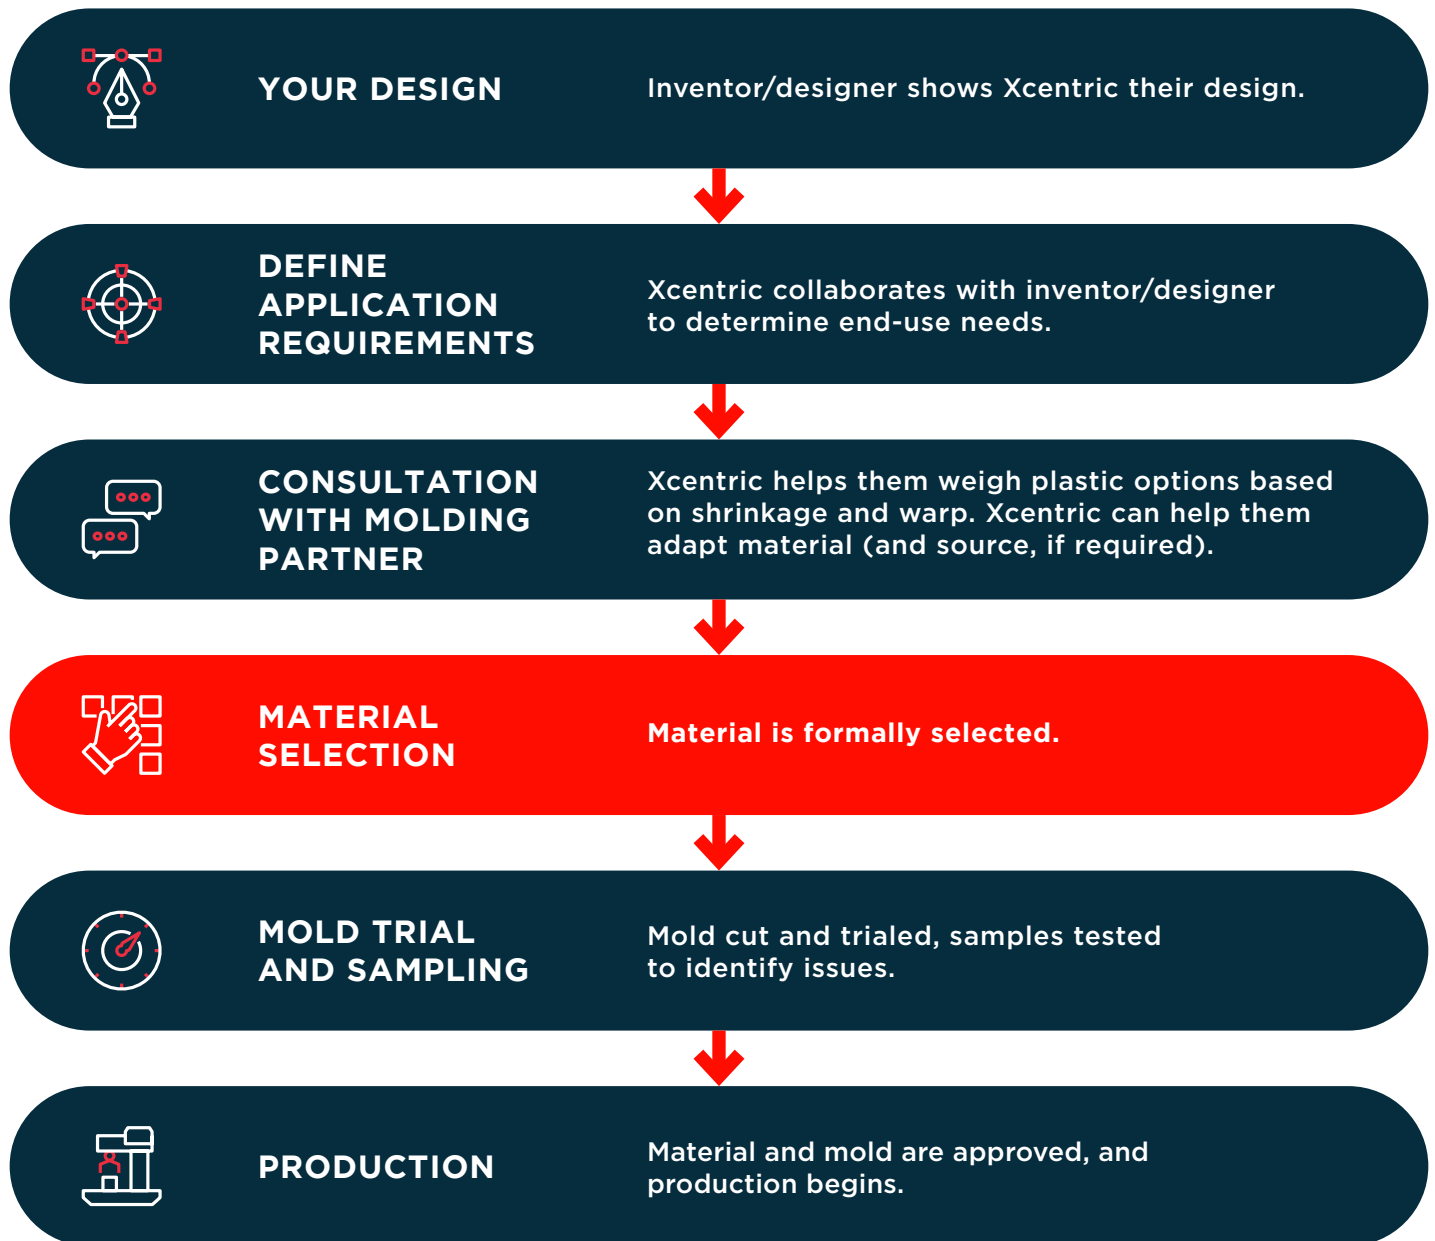 YOUR DESIGN
Inventor/designer shows Xcentric their design.
DEFINE
APPLICATION
REQUIREMENTS
Xcentric collaborates with inventor/designer
to determine end-use needs.
CONSULTATION
WITH MOLDING
PARTNER
Xcentric helps them weigh plastic options based
on shrinkage and warp. Xcentric can help them
adapt material (and source, if required).
MATERIAL
SELECTION
Material is formally selected.
MOLD TRIAL
AND SAMPLING
Mold cut and trialed, samples tested
to identify issues.
PRODUCTION
Material and mold are approved, and
production begins.